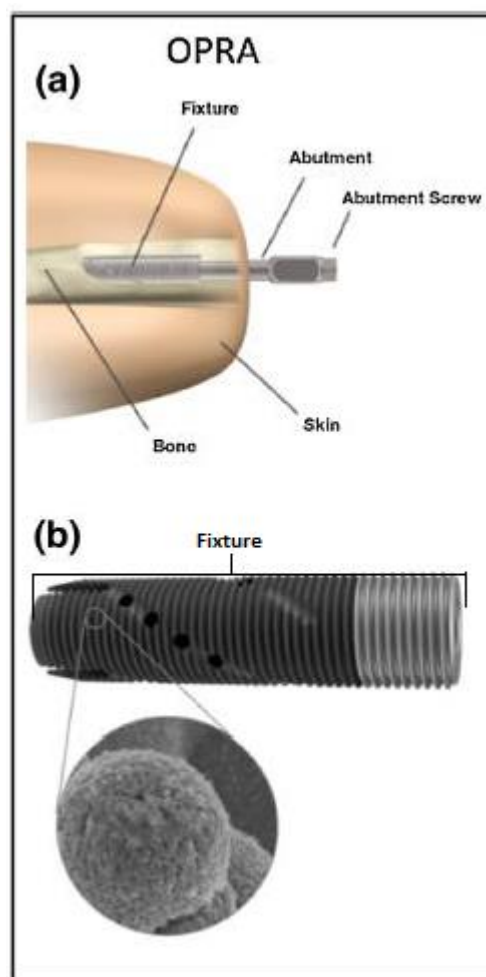 OPRA
(a)
Fixture
Abutment
Abutment Screw
Skin
Bone
(b)
Fixture